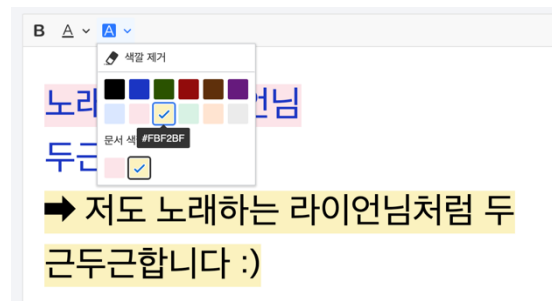 B A A
색깔 제거
노래
언님
문서 색
#FBF2BF
두근
➡ 저도 노래하는 라이언님처럼 두
근두근합니다 :)